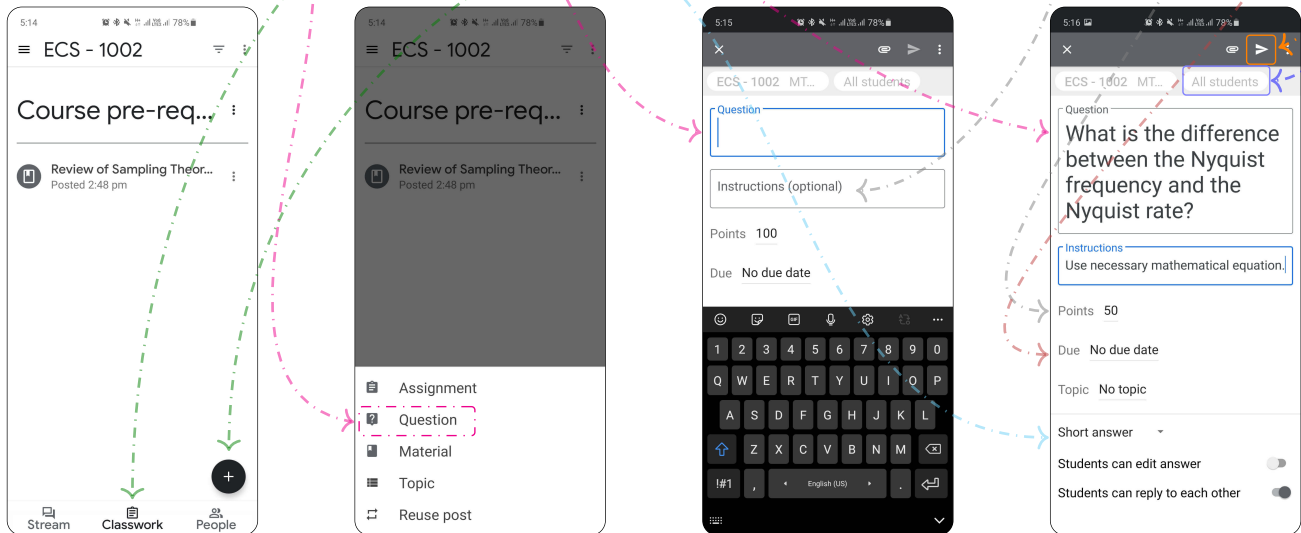 5:14
78%
ECS - 1002
Course pre-req...
Review of Sampling Theor...
Posted 2:48 pm
+
Stream
Classwork
People
5:14
78%
ECS - 1002
Course pre-req...
Review of Sampling Theor...
Posted 2:48 pm
Assignment
Question
Material
Topic
Reuse post
5:15
78%
ECS - 1002 MT...
All students
Question
Instructions (optional)
Points 100
Due No due date
GIF
1 2 3 4 5 6 7 8 9 0
Q W E R T Y U I O P
A S D F G H J K L
Z X C V B N M
!#1 , English (US) .
5:16
78%
ECS - 1002 MT...
All students
Question
What is the difference
between the Nyquist
frequency and the
Nyquist rate?
Instructions
Use necessary mathematical equation.
Points 50
Due No due date
Topic No topic
Short answer
Students can edit answer
Students can reply to each other